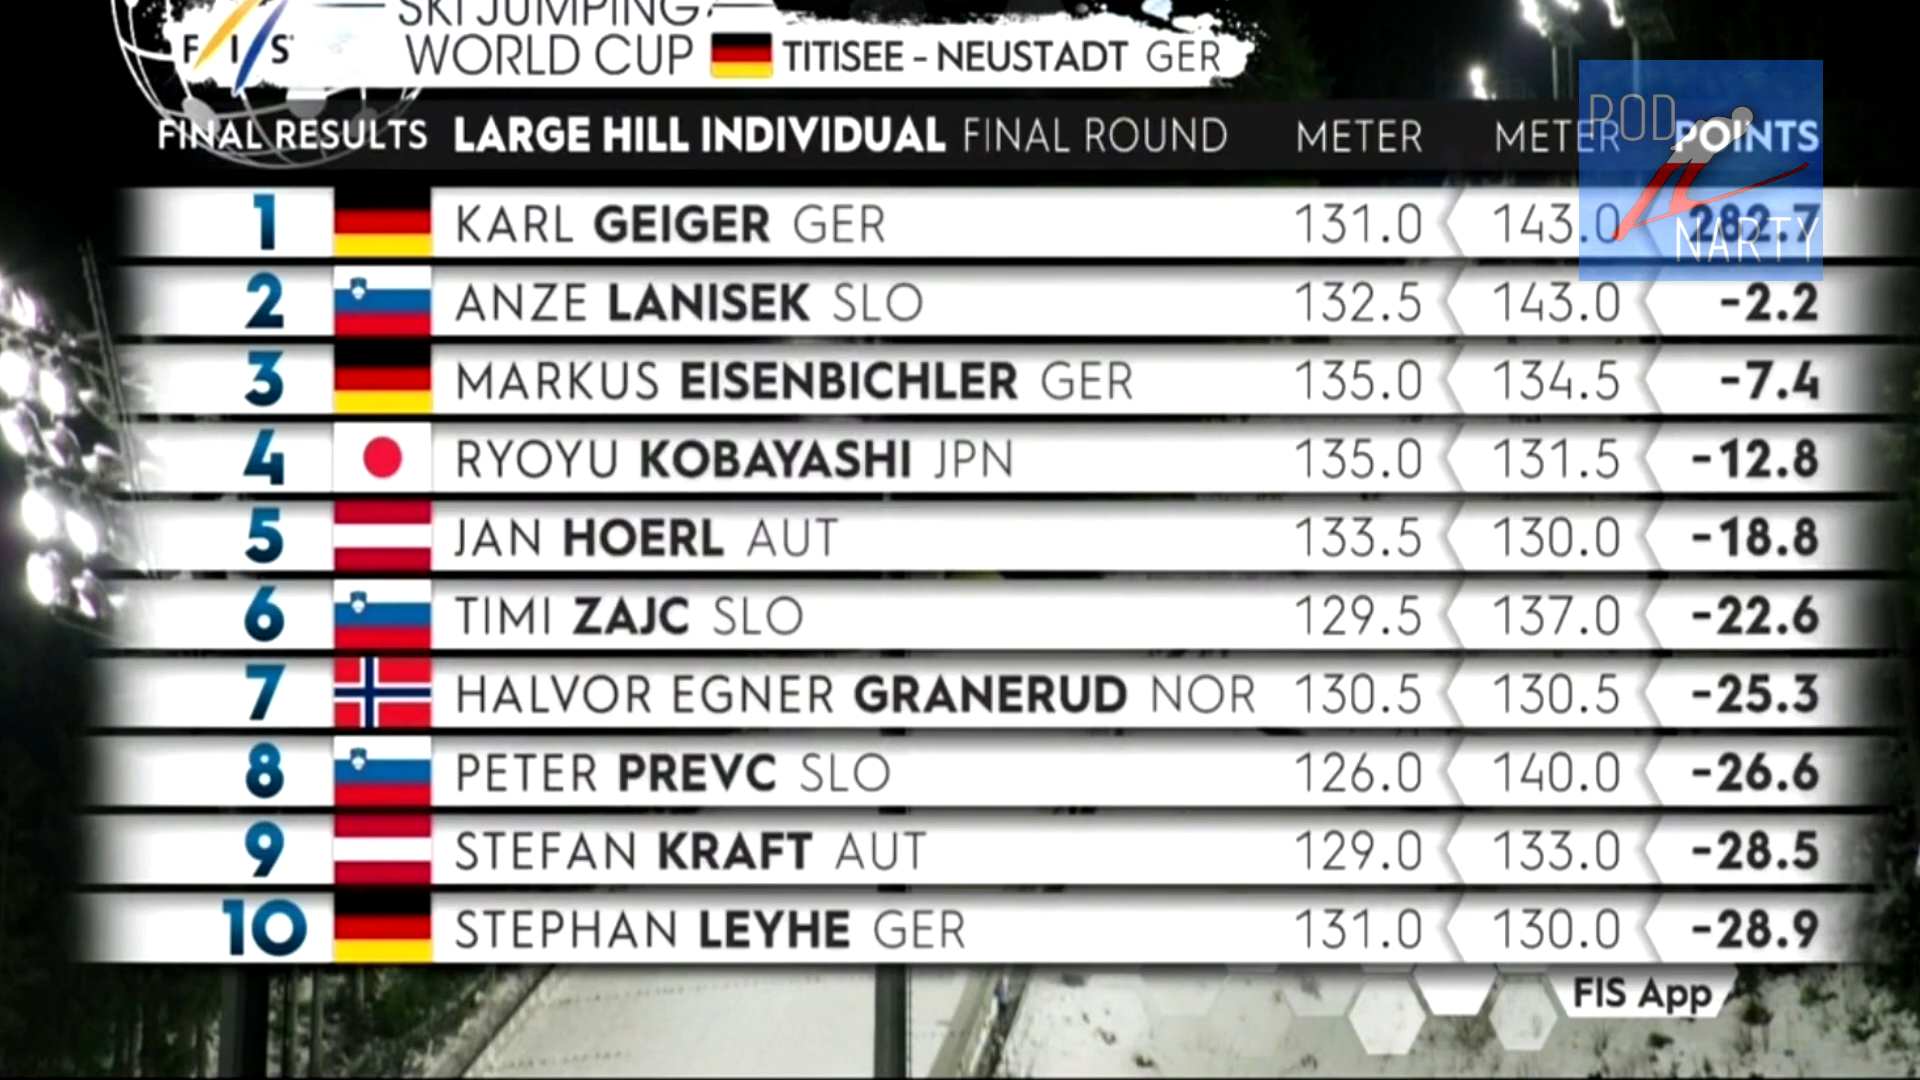 SKI JUMPING
FIS WORLD CUP TITISEE - NEUSTADT GER
FINAL RESULTS LARGE HILL INDIVIDUAL FINAL ROUND METER METER POINTS
POD
1 KARL GEIGER GER 131.0 143.0 282.7
NARTY
2 ANZE LANISEK SLO 132.5 143.0 -2.2
3 MARKUS EISENBICHLER GER 135.0 134.5 -7.4
4 RYOYU KOBAYASHI JPN 135.0 131.5 -12.8
5 JAN HOERL AUT 133.5 130.0 -18.8
6 TIMI ZAJC SLO 129.5 137.0 -22.6
7 HALVOR EGNER GRANERUD NOR 130.5 130.5 -25.3
8 PETER PREVC SLO 126.0 140.0 -26.6
9 STEFAN KRAFT AUT 129.0 133.0 -28.5
10 STEPHAN LEYHE GER 131.0 130.0 -28.9
FIS App